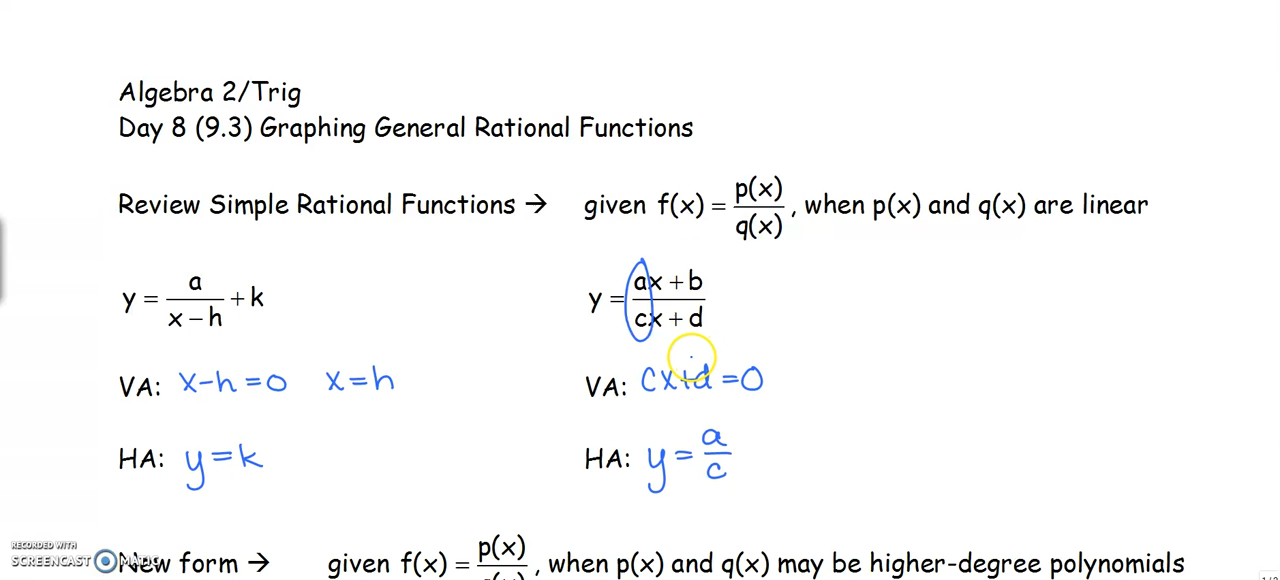 Algebra 2/Trig
Day 8 (9.3) Graphing General Rational Functions
Review Simple Rational Functions → given f(x) = p(x)/q(x), when p(x) and q(x) are linear
y = a/(x − h) + k
y = (ax + b)/(cx + d)
VA: x − h = 0 x = h
VA: cx + d = 0
HA: y = k
HA: y = a/c
RECORDED WITH
SCREENCAST MATIC
New form → given f(x) = p(x)/q(x), when p(x) and q(x) may be higher-degree polynomials